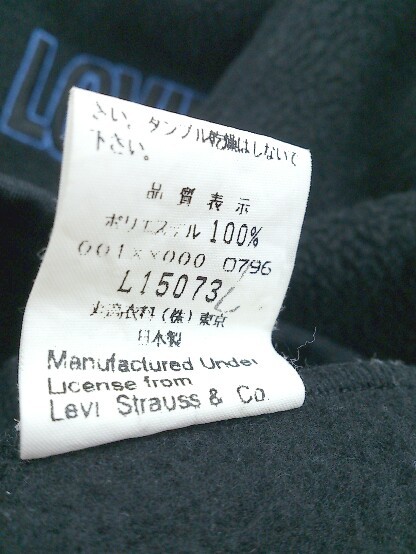 さい。タンブル乾燥はしないで
下さい。
品質表示
ポリエステル 100%
001××000 0796
L15073
衣料(株)東京
日本製
Manufactured Under
License from
Levi Strauss & Co.